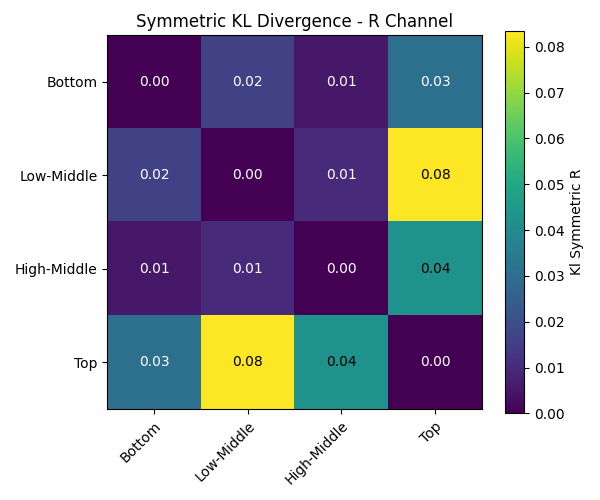 Symmetric KL Divergence - R Channel
Bottom 0.00 0.02 0.01 0.03
Low-Middle 0.02 0.00 0.01 0.08
High-Middle 0.01 0.01 0.00 0.04
Top 0.03 0.08 0.04 0.00
Bottom Low-Middle High-Middle Top
0.08
0.07
0.06
0.05
0.04
0.03
0.02
0.01
0.00
Kl Symmetric R